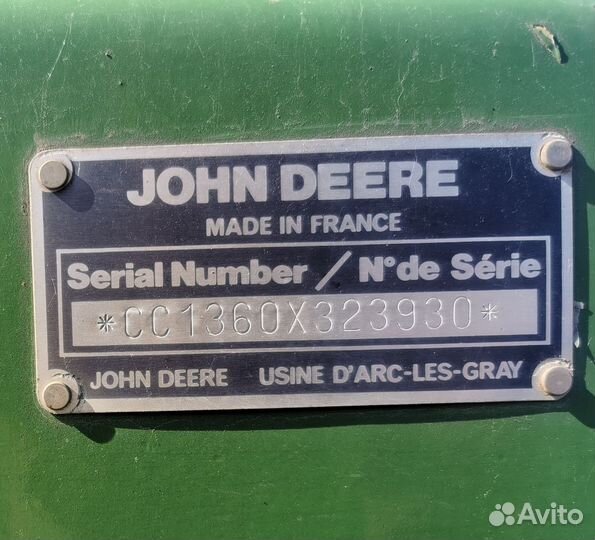 JOHN DEERE
MADE IN FRANCE
Serial Number / N° de Série
*CC1360X323930*
JOHN DEERE USINE D'ARC-LES-GRAY
Avito